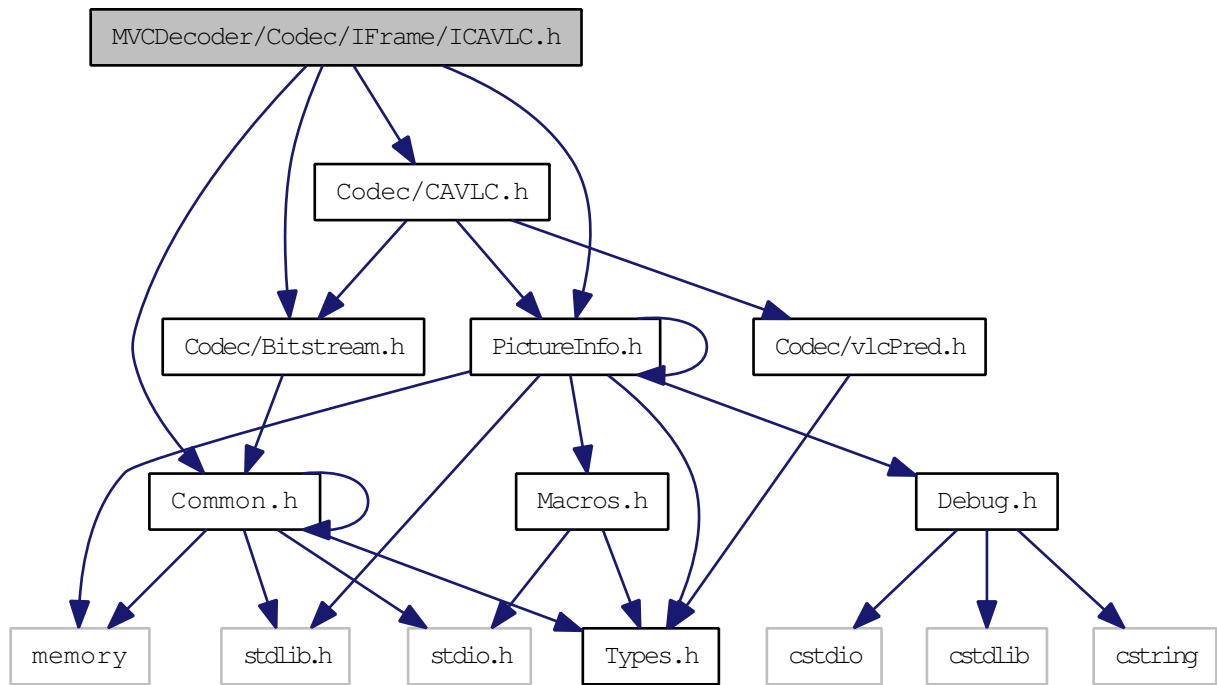 MVCDecoder/Codec/IFrame/ICAVLC.h
Codec/CAVLC.h
Codec/Bitstream.h
PictureInfo.h
Codec/vlcPred.h
Common.h
Macros.h
Debug.h
memory
stdlib.h
stdio.h
Types.h
cstdio
cstdlib
cstring